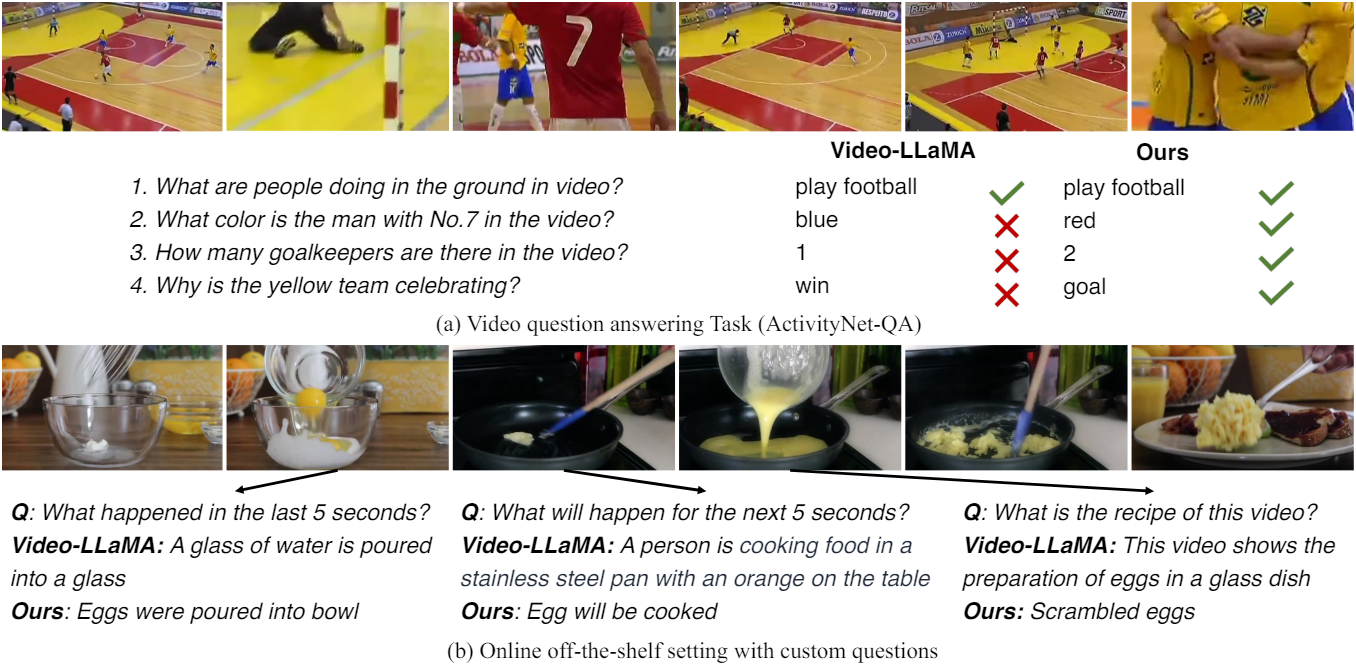 7
BOLA
ZURICH
RESPEITO
Video-LLaMA Ours
1. What are people doing in the ground in video? play football play football
2. What color is the man with No.7 in the video? blue red
3. How many goalkeepers are there in the video? 1 2
4. Why is the yellow team celebrating? win goal
(a) Video question answering Task (ActivityNet-QA)
Q: What happened in the last 5 seconds?
Video-LLaMA: A glass of water is poured
into a glass
Ours: Eggs were poured into bowl
Q: What will happen for the next 5 seconds?
Video-LLaMA: A person is cooking food in a
stainless steel pan with an orange on the table
Ours: Egg will be cooked
Q: What is the recipe of this video?
Video-LLaMA: This video shows the
preparation of eggs in a glass dish
Ours: Scrambled eggs
(b) Online off-the-shelf setting with custom questions